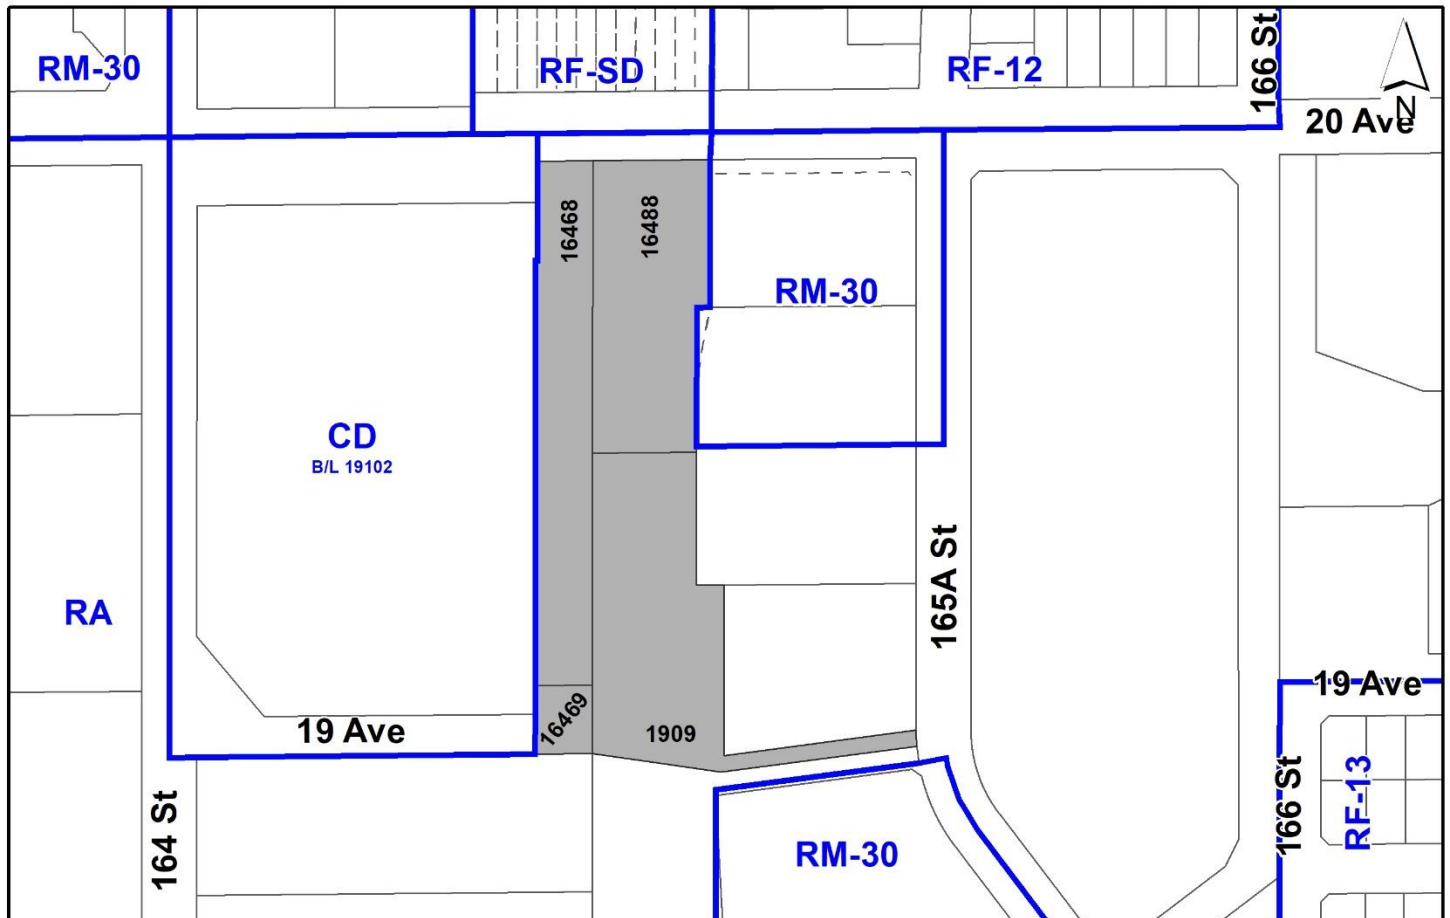 RM-30
RF-SD
RF-12
166 St
N
20 Ave
16468
16488
RM-30
CD
B/L 19102
165A St
RA
19 Ave
16469
1909
19 Ave
164 St
RM-30
166 St
RF-13